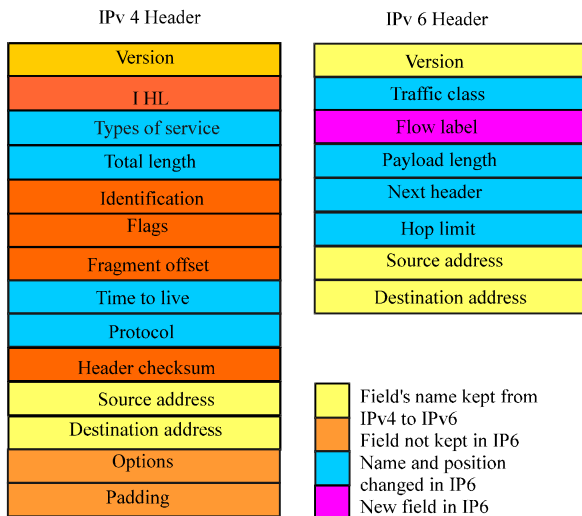 IPv 4 Header
Version
I HL
Types of service
Total length
Identification
Flags
Fragment offset
Time to live
Protocol
Header checksum
Source address
Destination address
Options
Padding
IPv 6 Header
Version
Traffic class
Flow label
Payload length
Next header
Hop limit
Source address
Destination address
Field's name kept from
IPv4 to IPv6
Field not kept in IP6
Name and position
changed in IP6
New field in IP6